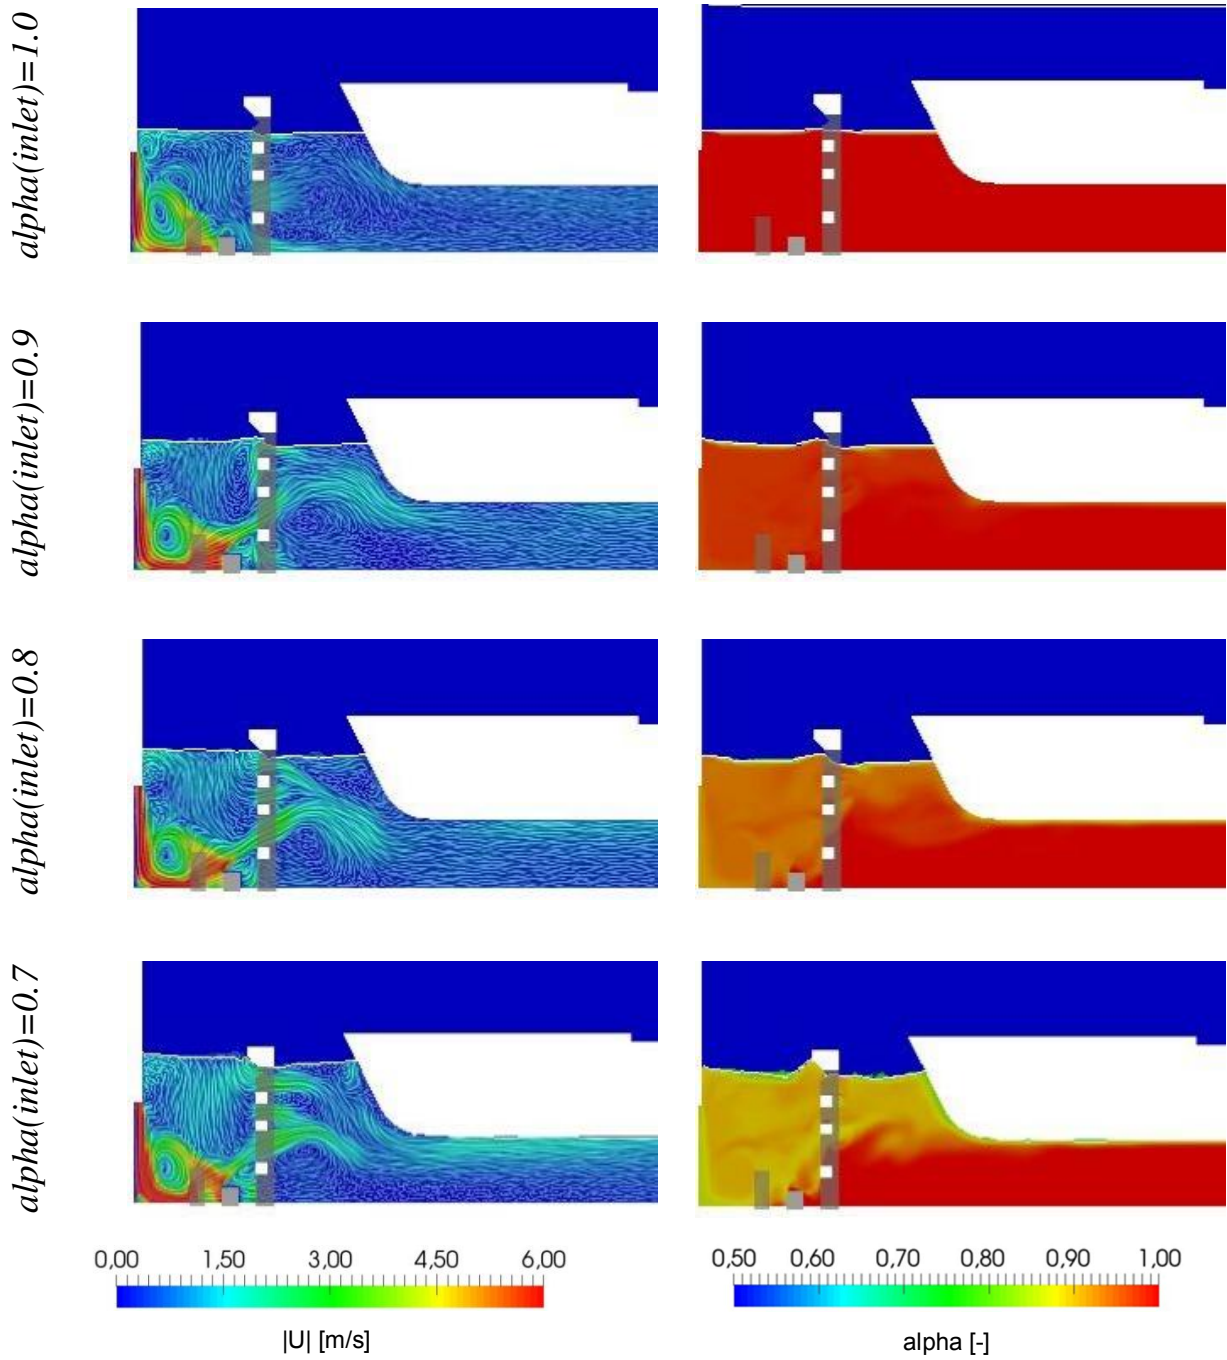 alpha(inlet)=1.0
alpha(inlet)=0.9
alpha(inlet)=0.8
alpha(inlet)=0.7
0,00 1,50 3,00 4,50 6,00
|U| [m/s]
0,50 0,60 0,70 0,80 0,90 1,00
alpha [-]